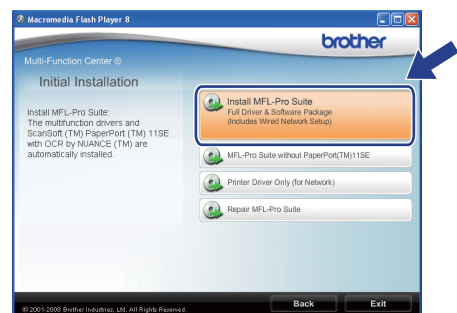 Macromedia Flash Player 8
brother
Multi-Function Center ®
Initial Installation
Install MFL-Pro Suite:
The multifunction drivers and
ScanSoft (TM) PaperPort (TM) 11SE
with OCR by NUANCE (TM) are
automatically installed.
Install MFL-Pro Suite
Full Driver & Software Package
(Includes Wired Network Setup)
MFL-Pro Suite without PaperPort(TM)11SE
Printer Driver Only (for Network)
Repair MFL-Pro Suite
© 2001-2008 Brother Industries, Ltd. All Rights Reserved.
Back
Exit